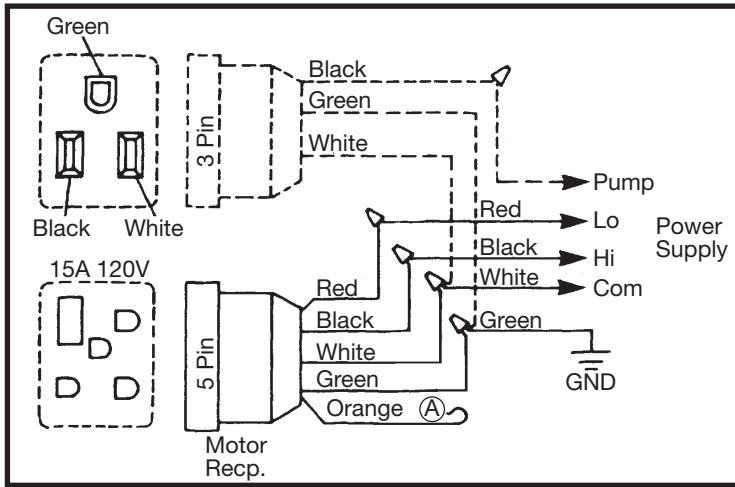 Green
Black
Green
White
3 Pin
Black White
Pump
Red Lo
Black Hi
White Com
Power
Supply
Green
GND
15A 120V
Red
Black
White
Green
Orange A
5 Pin
Motor
Recp.